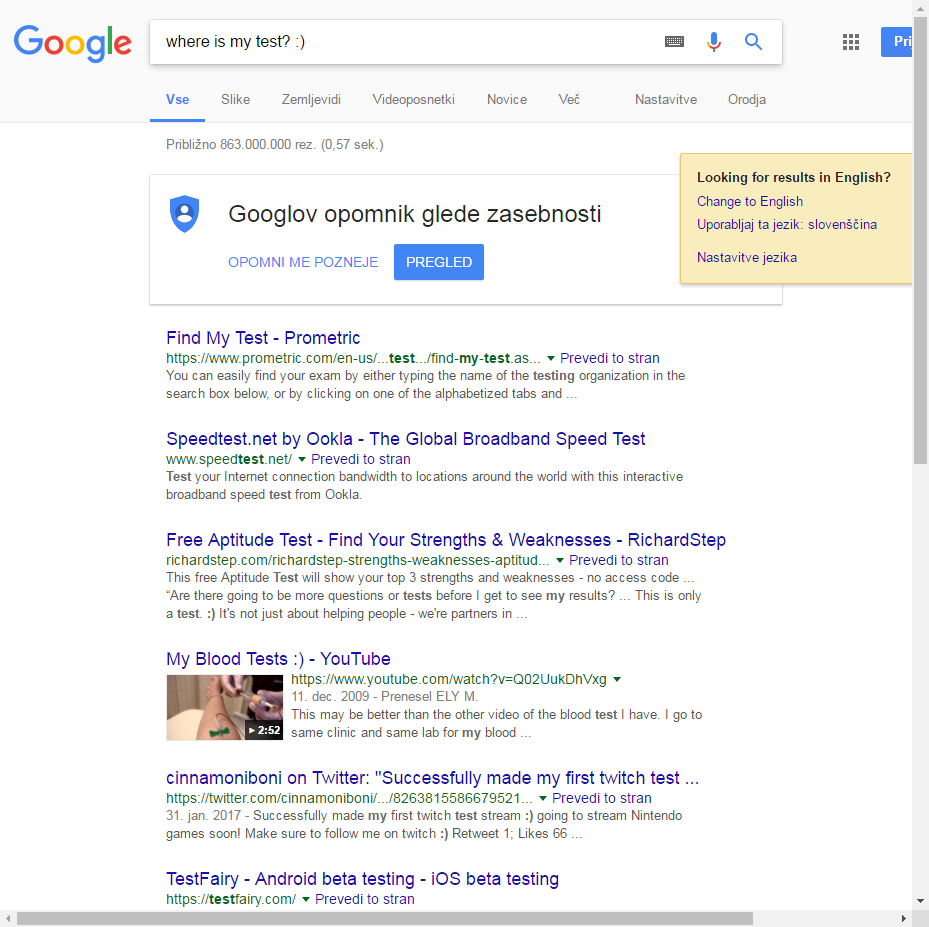 Google
where is my test? :)
Pri
Vse Slike Zemljevidi Videoposnetki Novice Več Nastavitve Orodja
Približno 863.000.000 rez. (0,57 sek.)
Looking for results in English?
Change to English
Uporabljaj ta jezik: slovenščina
Nastavitve jezika
Googlov opomnik glede zasebnosti
OPOMNI ME POZNEJE PREGLED
Find My Test - Prometric
https://www.prometric.com/en-us/...test.../find-my-test.as... Prevedi to stran
You can easily find your exam by either typing the name of the testing organization in the
search box below, or by clicking on one of the alphabetized tabs and ...
Speedtest.net by Ookla - The Global Broadband Speed Test
www.speedtest.net/ Prevedi to stran
Test your Internet connection bandwidth to locations around the world with this interactive
broadband speed test from Ookla.
Free Aptitude Test - Find Your Strengths & Weaknesses - RichardStep
richardstep.com/richardstep-strengths-weaknesses-aptitud... Prevedi to stran
This free Aptitude Test will show your top 3 strengths and weaknesses - no access code ...
“Are there going to be more questions or tests before I get to see my results? ... This is only
a test. :) It's not just about helping people - we're partners in ...
My Blood Tests :) - YouTube
https://www.youtube.com/watch?v=Q02UukDhVxg
11. dec. 2009 - Prenesel ELY M.
This may be better than the other video of the blood test I have. I go to
same clinic and same lab for my blood ...
2:52
cinnamoniboni on Twitter: "Successfully made my first twitch test ...
https://twitter.com/cinnamoniboni/.../8263815586679521... Prevedi to stran
31. jan. 2017 - Successfully made my first twitch test stream :) going to stream Nintendo
games soon! Make sure to follow me on twitch :) Retweet 1; Likes 66 ...
TestFairy - Android beta testing - iOS beta testing
https://testfairy.com/ Prevedi to stran